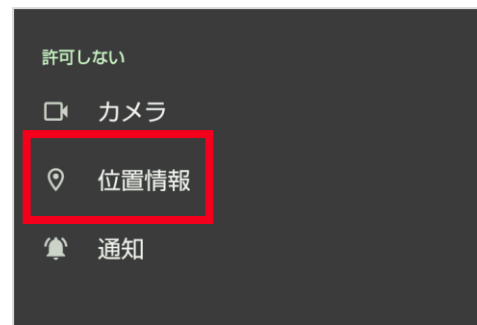 許可しない
カメラ
位置情報
通知